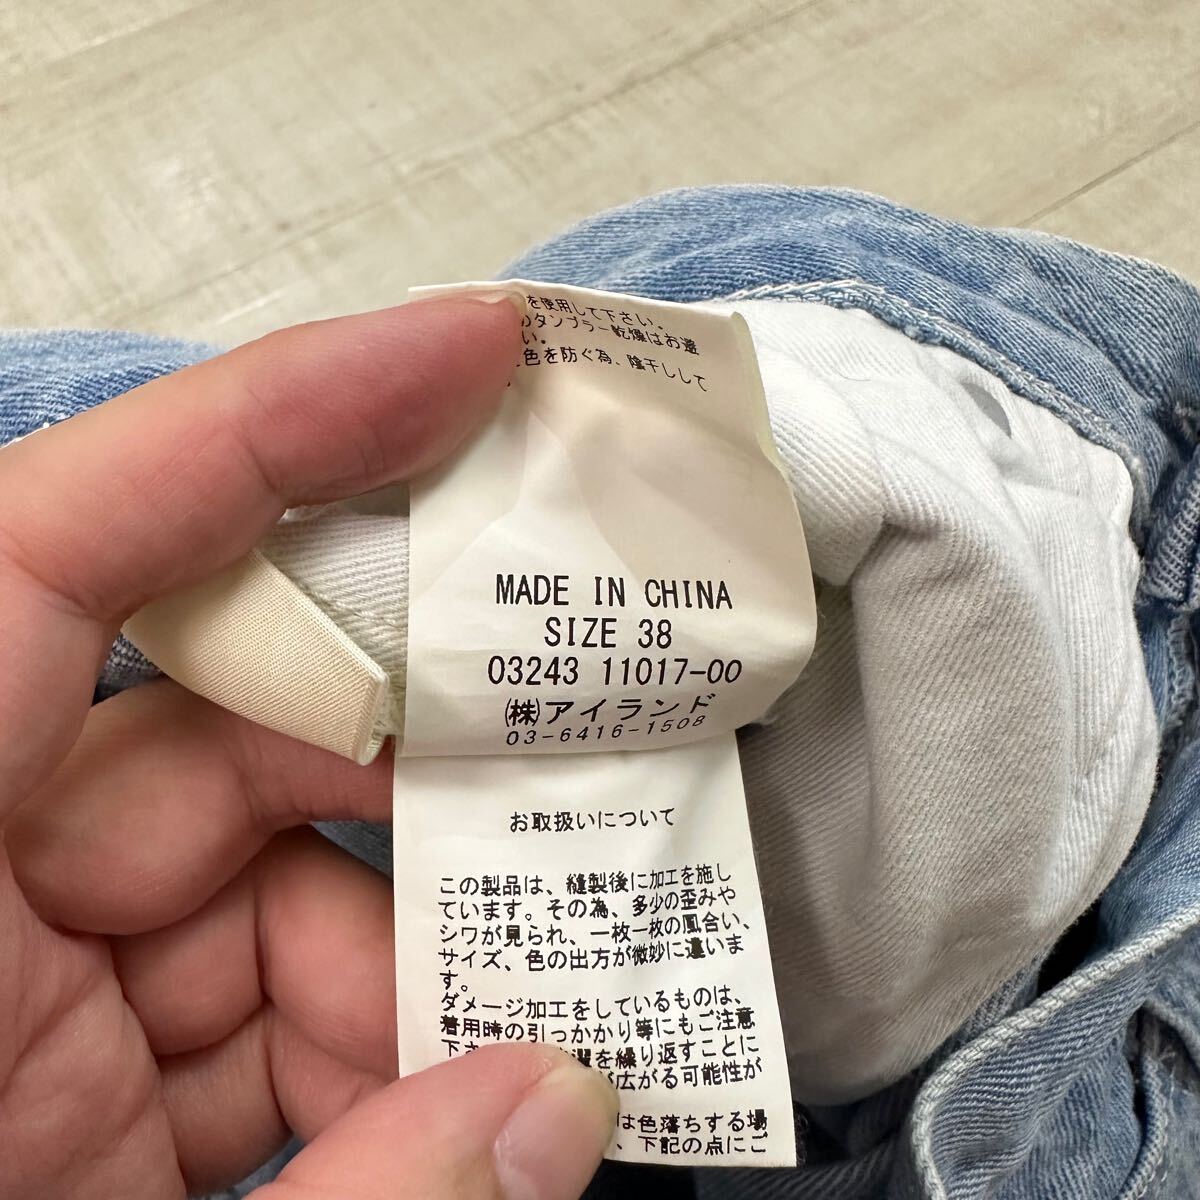 を使用して下さい。
のタンブラー乾燥はお避
い。
色を防ぐ為、陰干しして
MADE IN CHINA
SIZE 38
03243 11017-00
(株)アイランド
03-6416-1508
お取扱いについて
この製品は、縫製後に加工を施し
ています。その為、多少の歪みや
シワが見られ、一枚一枚の風合い、
サイズ、色の出方が微妙に違いま
す。
ダメージ加工をしているものは、
着用時の引っかかり等にもご注意
下さ 濯を繰り返すことに
が広がる可能性が
は色落ちする場
、下記の点にご